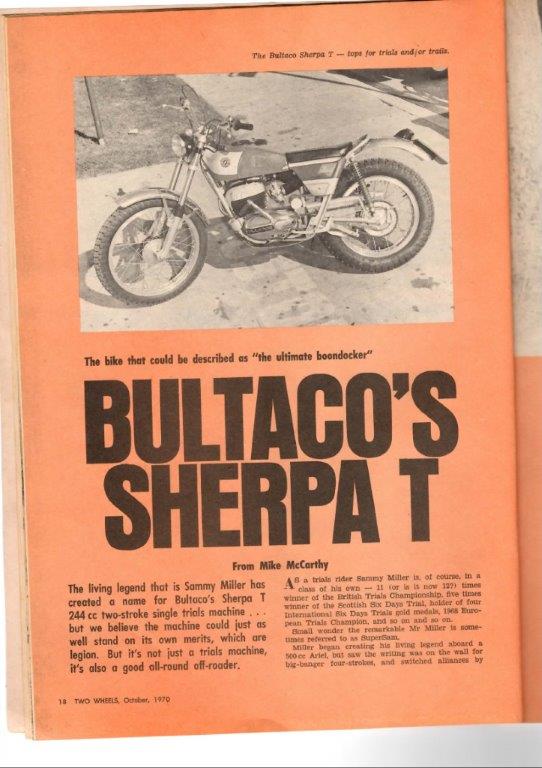 The Bultaco Sherpa T — tops for trials and/or trails.
The bike that could be described as "the ultimate boondocker"
BULTACO'S
SHERPA T
From Mike McCarthy
The living legend that is Sammy Miller has
created a name for Bultaco's Sherpa T
244 cc two-stroke single trials machine . . .
but we believe the machine could just as
well stand on its own merits, which are
legion. But it's not just a trials machine,
it's also a good all-round off-roader.
AS a trials rider Sammy Miller is, of course, in a
class of his own — 11 (or is it now 12?) times
winner of the British Trials Championship, five times
winner of the Scottish Six Days Trial, holder of four
International Six Days Trials gold medals, 1968 Euro-
pean Trials Champion, and so on and so on.
Small wonder the remarkable Mr Miller is some-
times referred to as SuperSam.
Miller began creating his living legend aboard a
500 cc Ariel, but saw the writing was on the wall for
big-banger four-strokes, and switched alliances by
18 TWO WHEELS, October, 1970